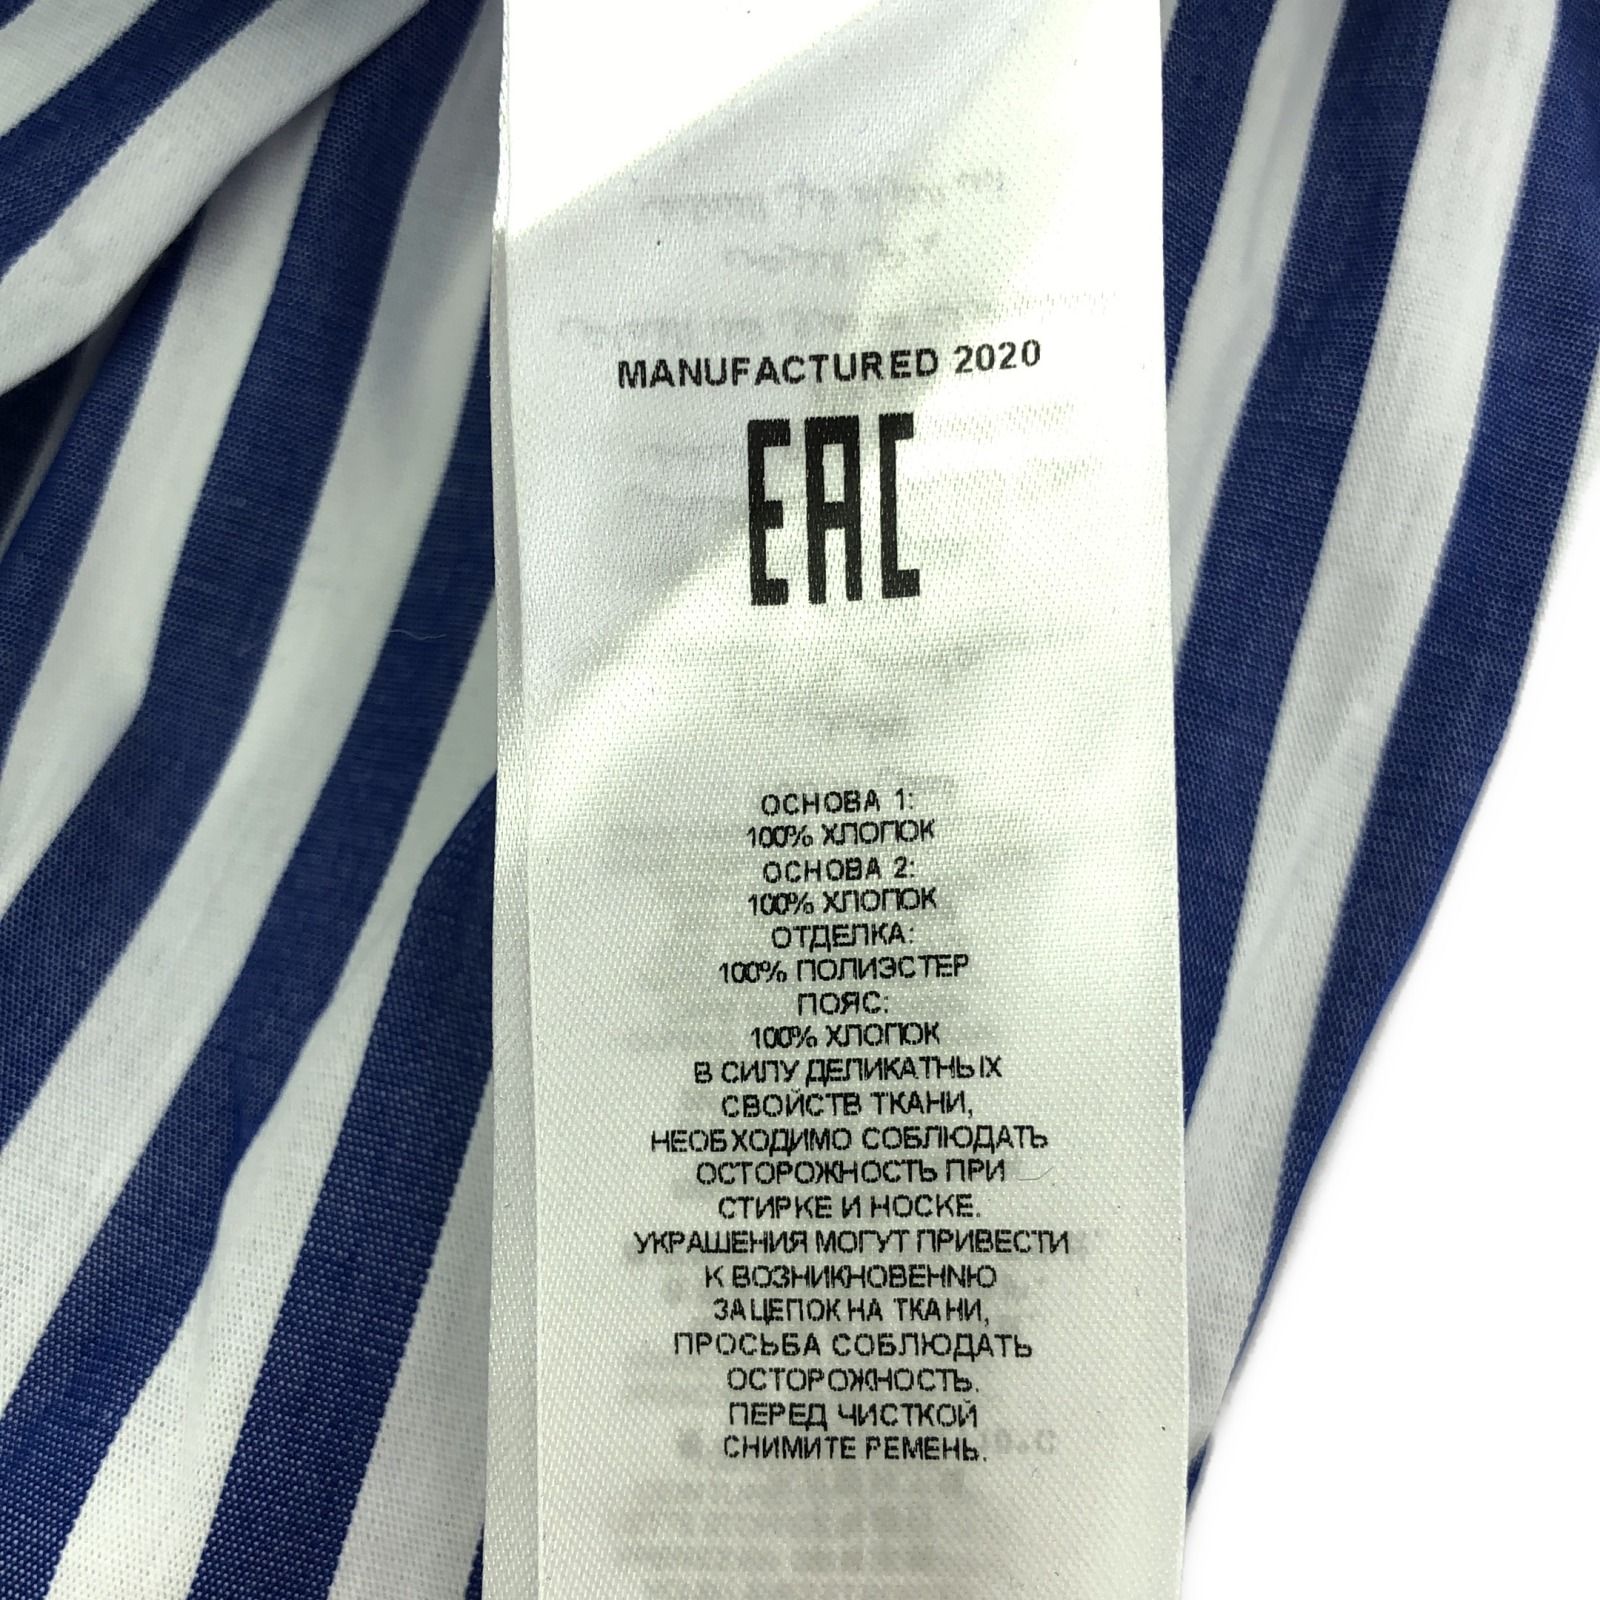 MANUFACTURED 2020
EAC
ОСНОВА 1:
100% ХЛОПОК
ОСНОВА 2:
100% ХЛОПОК
ОТДЕЛКА:
100% ПОЛИЭСТЕР
ПОЯС:
100% ХЛОПОК
В СИЛУ ДЕЛИКАТНЫХ
СВОЙСТВ ТКАНИ,
НЕОБХОДИМО СОБЛЮДАТЬ
ОСТОРОЖНОСТЬ ПРИ
СТИРКЕ И НОСКЕ.
УКРАШЕНИЯ МОГУТ ПРИВЕСТИ
К ВОЗНИКНОВЕНИЮ
ЗАЦЕПОК НА ТКАНИ,
ПРОСЬБА СОБЛЮДАТЬ
ОСТОРОЖНОСТЬ.
ПЕРЕД ЧИСТКОЙ
СНИМИТЕ РЕМЕНЬ.